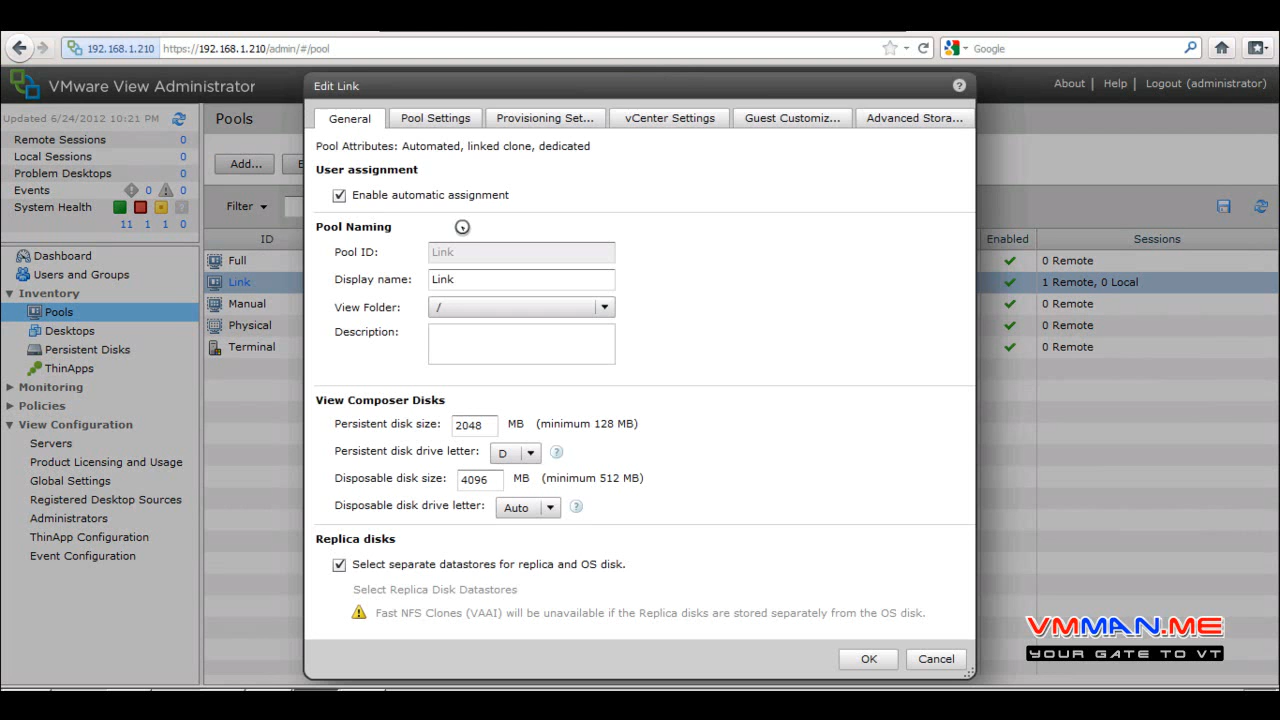 192.168.1.210 https://192.168.1.210/admin/#/pool Google
VMware View Administrator About Help Logout (administrator)
Updated 6/24/2012 10:21 PM
Remote Sessions 0
Local Sessions 0
Problem Desktops 0
Events 0 0
System Health
11 1 1 0
Dashboard
Users and Groups
Inventory
Pools
Desktops
Persistent Disks
ThinApps
Monitoring
Policies
View Configuration
Servers
Product Licensing and Usage
Global Settings
Registered Desktop Sources
Administrators
ThinApp Configuration
Event Configuration
Pools
Add... E
Filter
ID Enabled Sessions
Full 0 Remote
Link 1 Remote, 0 Local
Manual 0 Remote
Physical 0 Remote
Terminal 0 Remote
Edit Link ?
General Pool Settings Provisioning Set... vCenter Settings Guest Customiz... Advanced Stora...
Pool Attributes: Automated, linked clone, dedicated
User assignment
Enable automatic assignment
Pool Naming
Pool ID: Link
Display name: Link
View Folder: /
Description:
View Composer Disks
Persistent disk size: 2048 MB (minimum 128 MB)
Persistent disk drive letter: D ?
Disposable disk size: 4096 MB (minimum 512 MB)
Disposable disk drive letter: Auto ?
Replica disks
Select separate datastores for replica and OS disk.
Select Replica Disk Datastores
Fast NFS Clones (VAAI) will be unavailable if the Replica disks are stored separately from the OS disk.
OK Cancel
VMMAN.ME
YOUR GATE TO VT